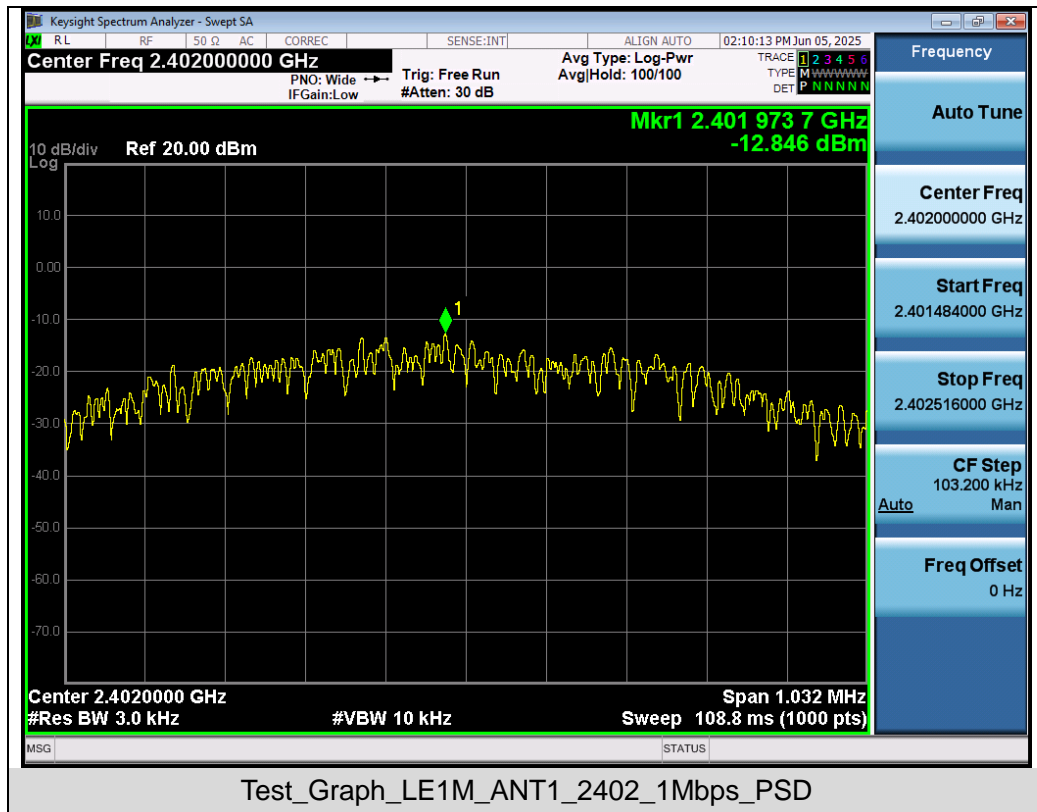 Keysight Spectrum Analyzer - Swept SA
LXI RL RF 50 Ω AC CORREC SENSE:INT ALIGN AUTO 02:10:13 PM Jun 05, 2025
Center Freq 2.402000000 GHz
PNO: Wide
IFGain:Low
Trig: Free Run
#Atten: 30 dB
Avg Type: Log-Pwr
Avg|Hold: 100/100
TRACE 1 2 3 4 5 6
TYPE M WWWWW
DET P N N N N N
Mkr1 2.401 973 7 GHz
-12.846 dBm
10 dB/div Ref 20.00 dBm
Log
10.0
0.00
-10.0
-20.0
-30.0
-40.0
-50.0
-60.0
-70.0
1
Center 2.4020000 GHz Span 1.032 MHz
#Res BW 3.0 kHz #VBW 10 kHz Sweep 108.8 ms (1000 pts)
MSG STATUS
Frequency
Auto Tune
Center Freq
2.402000000 GHz
Start Freq
2.401484000 GHz
Stop Freq
2.402516000 GHz
CF Step
103.200 kHz
Auto Man
Freq Offset
0 Hz
Test_Graph_LE1M_ANT1_2402_1Mbps_PSD